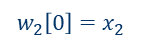 w₂[0] = x₂